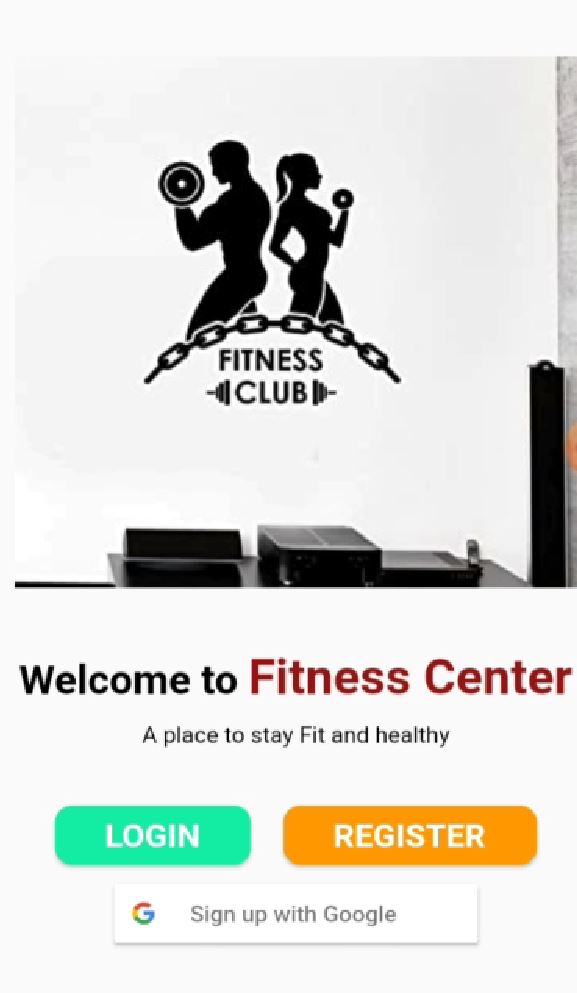 FITNESS
CLUB
Welcome to Fitness Center
A place to stay Fit and healthy
LOGIN
REGISTER
Sign up with Google